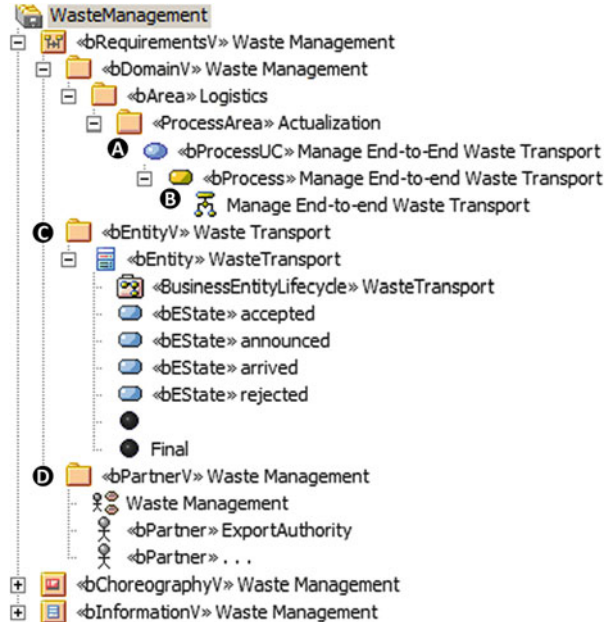 WasteManagement
«bRequirementsV» Waste Management
«bDomainV» Waste Management
«bArea» Logistics
«ProcessArea» Actualization
A «bProcessUC» Manage End-to-End Waste Transport
«bProcess» Manage End-to-end Waste Transport
B Manage End-to-end Waste Transport
C «bEntityV» Waste Transport
«bEntity» WasteTransport
«BusinessEntityLifecycle» WasteTransport
«bEState» accepted
«bEState» announced
«bEState» arrived
«bEState» rejected
Final
D «bPartnerV» Waste Management
Waste Management
«bPartner» ExportAuthority
«bPartner» . . .
«bChoreographyV» Waste Management
«bInformationV» Waste Management